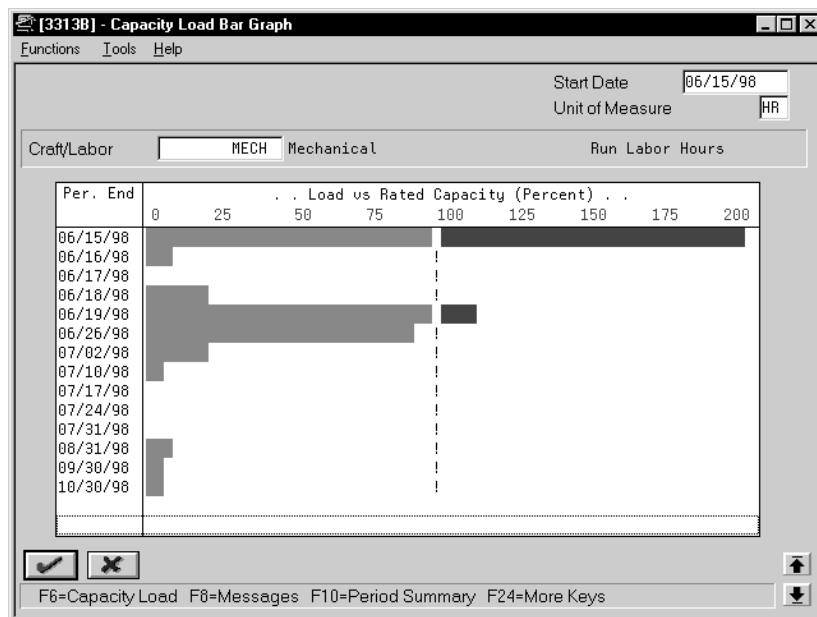 [3313B] - Capacity Load Bar Graph
Functions Tools Help
Start Date 06/15/98
Unit of Measure HR
Craft/Labor MECH Mechanical Run Labor Hours
Per. End . . Load vs Rated Capacity (Percent) . .
0 25 50 75 100 125 150 175 200
06/15/98
06/16/98 !
06/17/98 !
06/18/98 !
06/19/98
06/26/98 !
07/02/98 !
07/10/98 !
07/17/98 !
07/24/98 !
07/31/98 !
08/31/98 !
09/30/98 !
10/30/98 !
F6=Capacity Load F8=Messages F10=Period Summary F24=More Keys